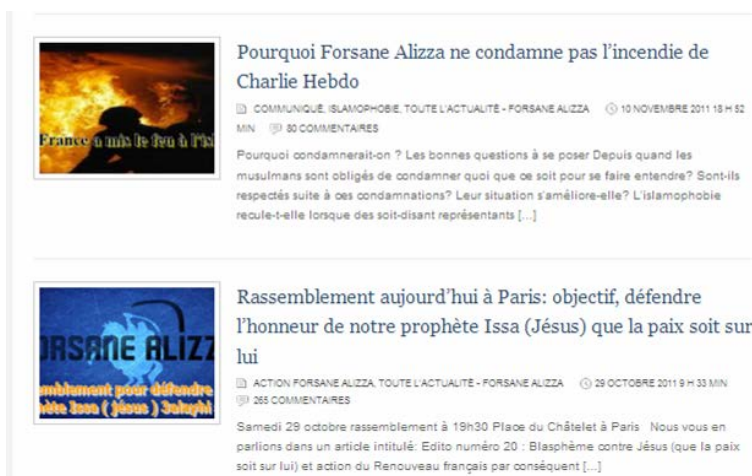 Pourquoi Forsane Alizza ne condamne pas l'incendie de
Charlie Hebdo
COMMUNIQUÉ, ISLAMOPHOBIE, TOUTE L'ACTUALITÉ - FORSANE ALIZZA 10 NOVEMBRE 2011 18 H 52
MIN 80 COMMENTAIRES
France a mis le feu à l'isl
Pourquoi condamnerait-on ? Les bonnes questions à se poser Depuis quand les
musulmans sont obligés de condamner quoi que ce soit pour se faire entendre? Sont-ils
respectés suite à ces condamnations? Leur situation s'améliore-elle? L'islamophobie
recule-t-elle lorsque des soit-disant représentants [...]
Rassemblement aujourd'hui à Paris: objectif, défendre
l'honneur de notre prophète Issa (Jésus) que la paix soit sur
lui
ORSANE ALIZZ
ACTION FORSANE ALIZZA, TOUTE L'ACTUALITÉ - FORSANE ALIZZA 29 OCTOBRE 2011 9 H 33 MIN
265 COMMENTAIRES
semblement pour défendre
ète Issa ( jésus )
Samedi 29 octobre rassemblement à 19h30 Place du Châtelet à Paris Nous vous en
parlions dans un article intitulé: Edito numéro 20 : Blasphème contre Jésus (que la paix
soit sur lui) et action du Renouveau français par conséquent [...]